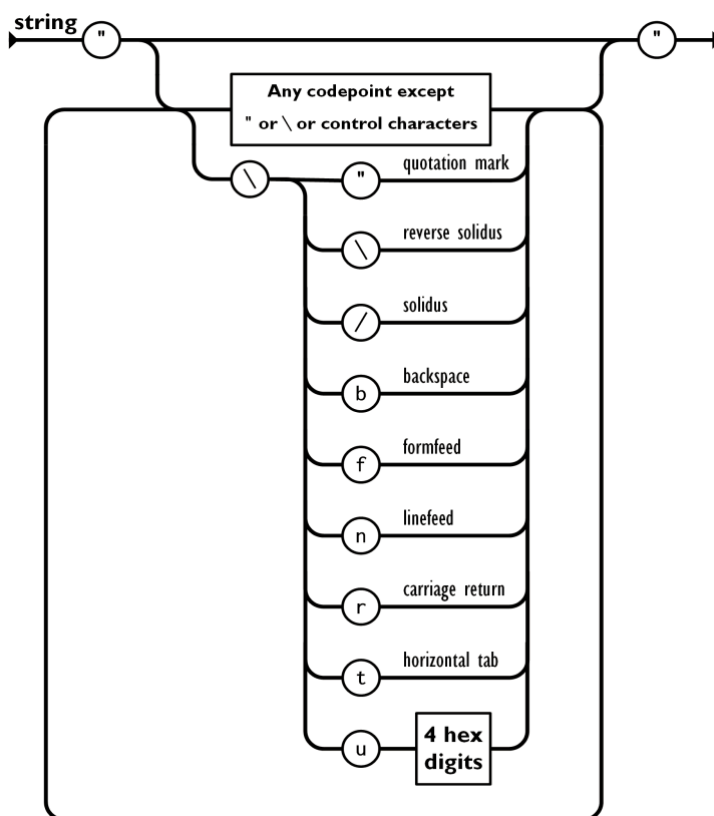 string
" "
Any codepoint except
" or \ or control characters
\ " quotation mark
\ reverse solidus
/ solidus
b backspace
f formfeed
n linefeed
r carriage return
t horizontal tab
u 4 hex
digits